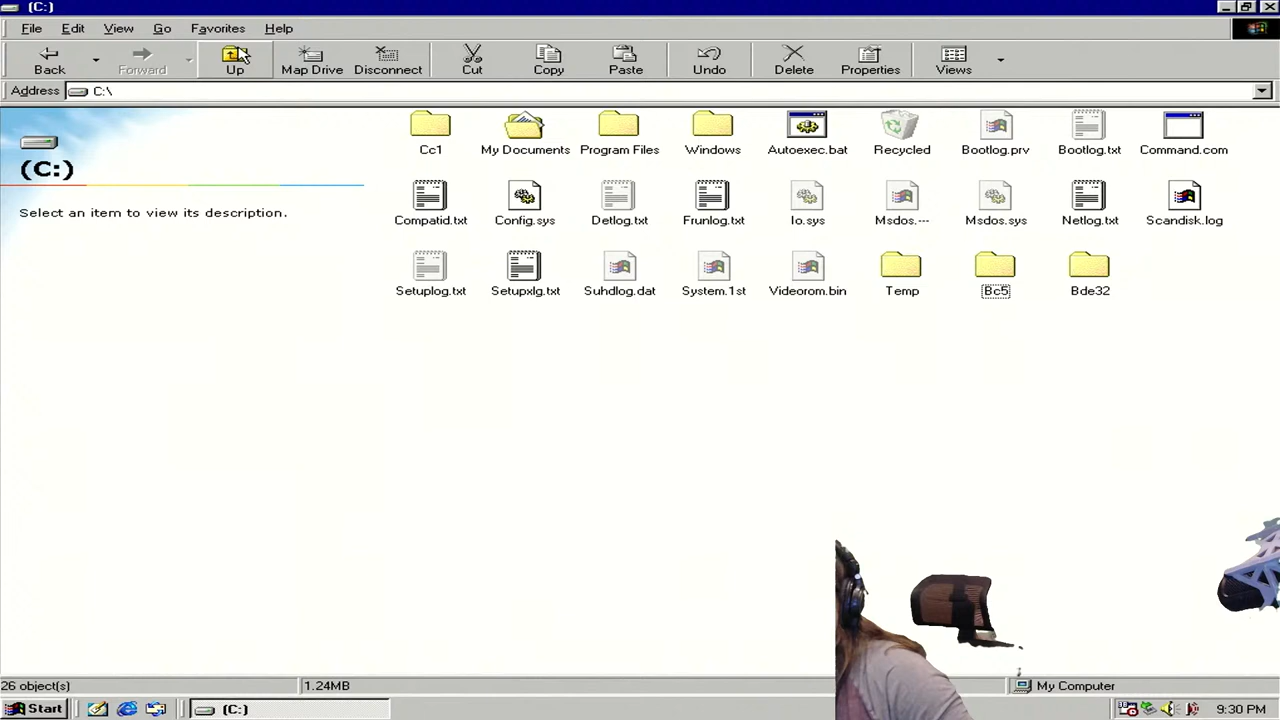 (C:)
File Edit View Go Favorites Help
Back Forward Up Map Drive Disconnect Cut Copy Paste Undo Delete Properties Views
Address C:\
(C:)
Select an item to view its description.
Cc1 My Documents Program Files Windows Autoexec.bat Recycled Bootlog.prv Bootlog.txt Command.com
Compatid.txt Config.sys Detlog.txt Frunlog.txt Io.sys Msdos.--- Msdos.sys Netlog.txt Scandisk.log
Setuplog.txt Setupxlg.txt Suhdlog.dat System.1st Videorom.bin Temp Bc5 Bde32
26 object(s) 1.24MB My Computer
Start (C:) 9:30 PM